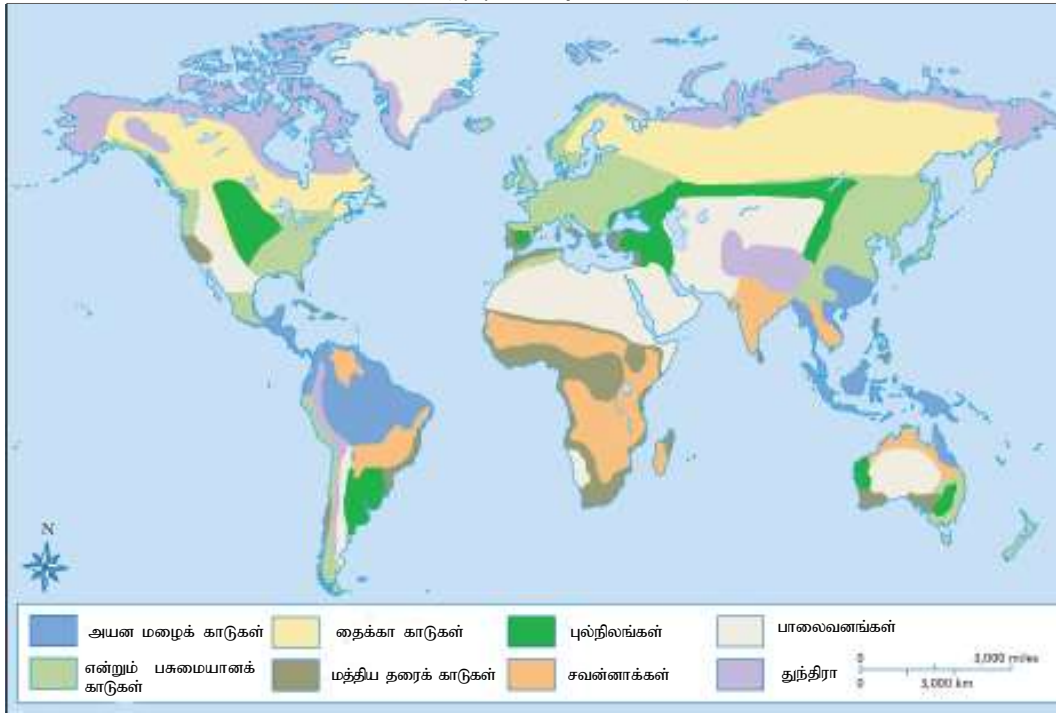 N
அயன மழைக் காடுகள்
தைக்கா காடுகள்
புல்நிலங்கள்
பாலைவனங்கள்
என்றும் பசுமையானக்
காடுகள்
மத்திய தரைக் காடுகள்
சவன்னாக்கள்
துந்திரா
0 3,000 miles
0 3,000 km